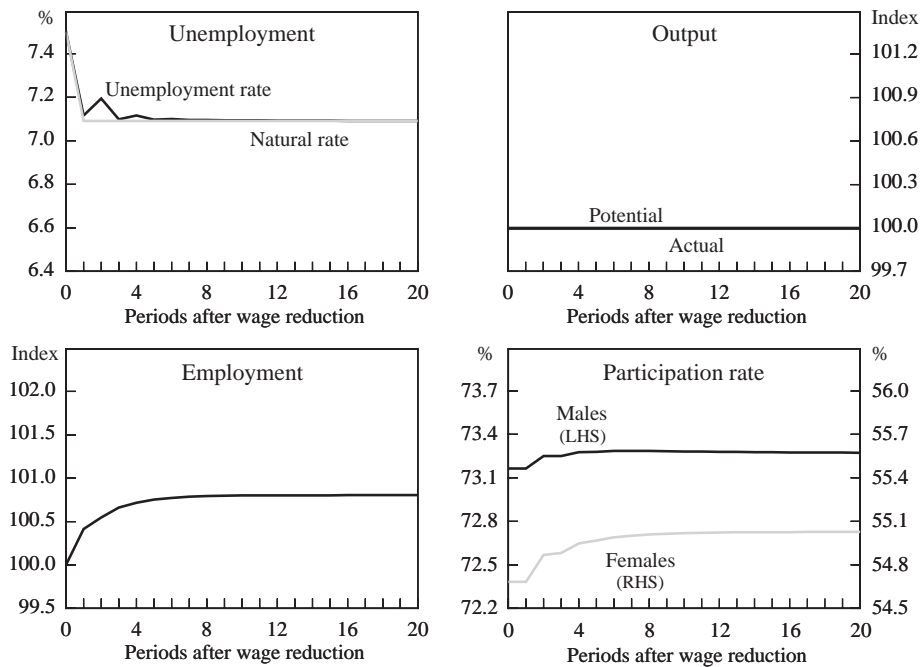 %
Unemployment
7.4
7.2
7.0
6.8
6.6
6.4
Unemployment rate
Natural rate
0 4 8 12 16 20
Periods after wage reduction
Output
Index
101.2
100.9
100.6
100.3
100.0
99.7
Potential
Actual
0 4 8 12 16 20
Periods after wage reduction
Index
Employment
102.0
101.5
101.0
100.5
100.0
99.5
0 4 8 12 16 20
Periods after wage reduction
%
Participation rate
%
73.7
73.4
73.1
72.8
72.5
72.2
Males
(LHS)
Females
(RHS)
56.0
55.7
55.4
55.1
54.8
54.5
0 4 8 12 16 20
Periods after wage reduction